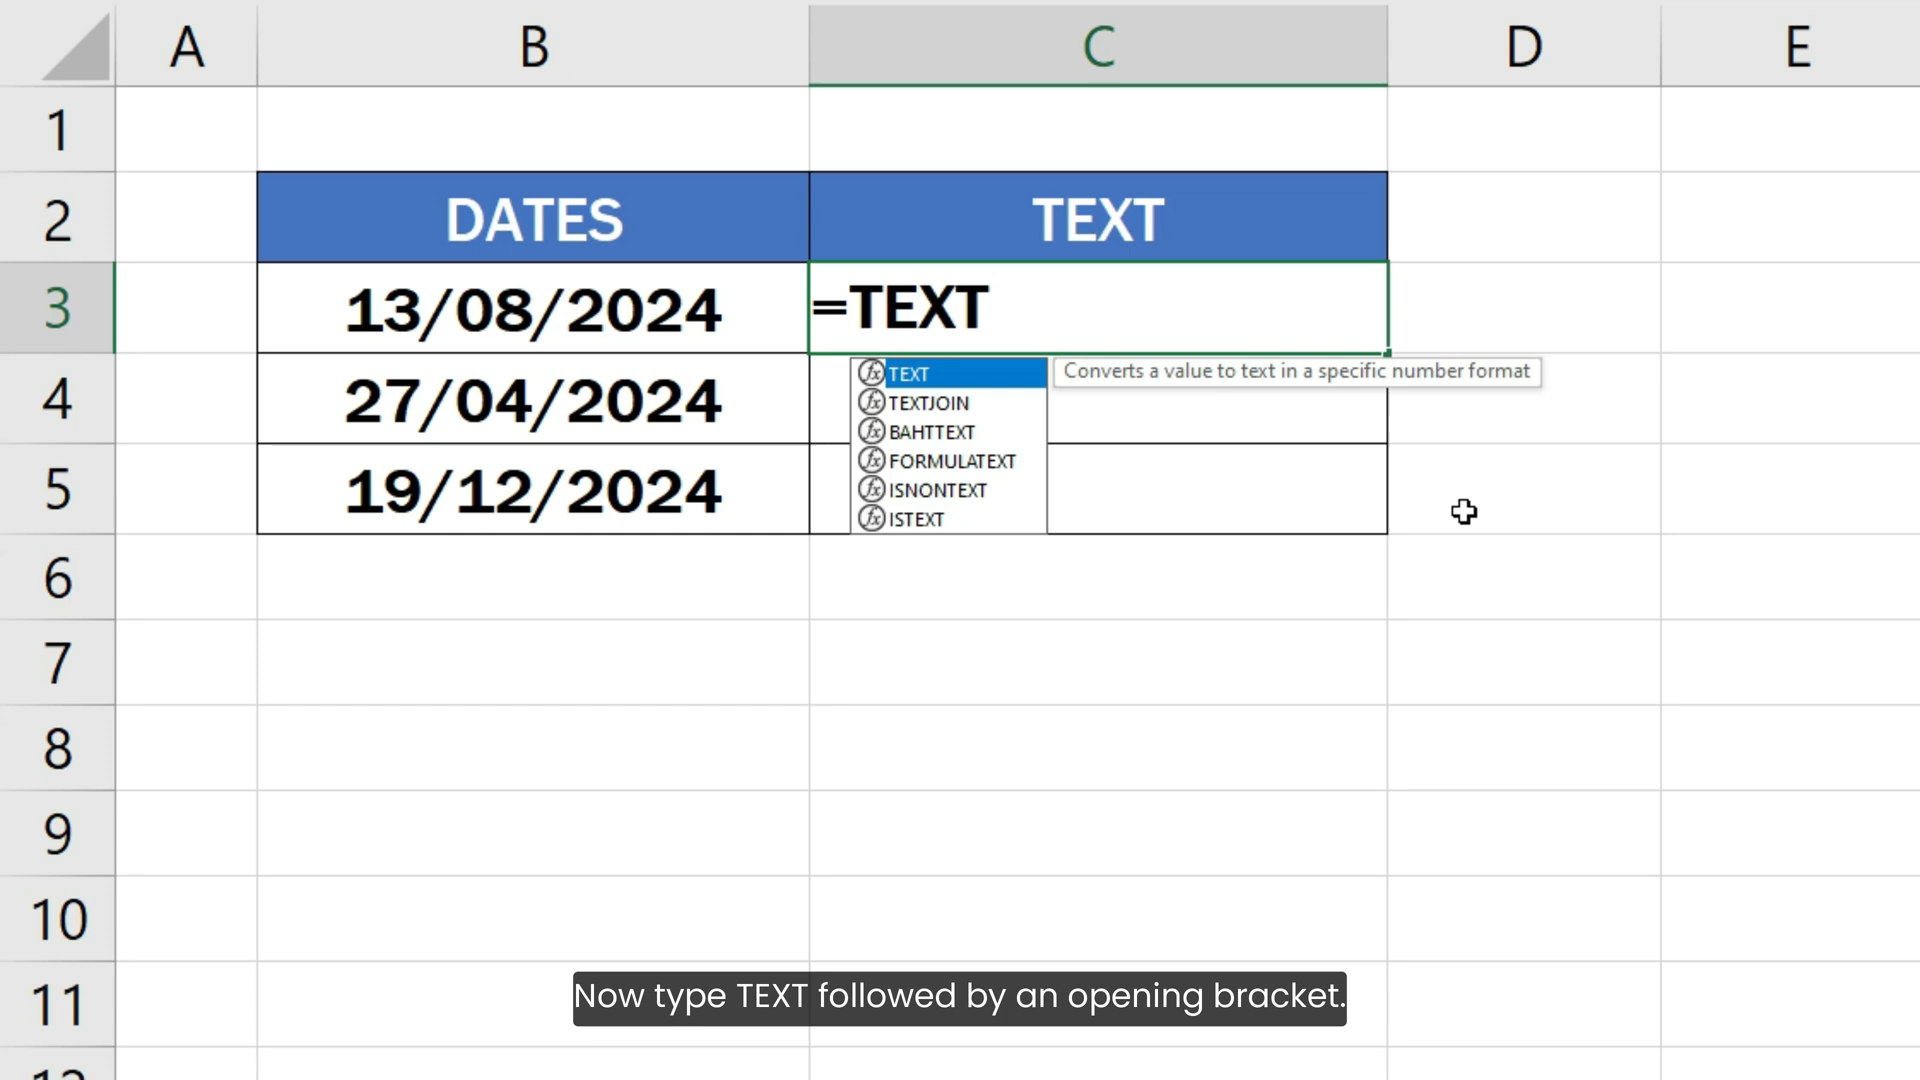 A B C D E
1
2 DATES TEXT
3 13/08/2024 =TEXT
TEXT Converts a value to text in a specific number format
4 27/04/2024
TEXTJOIN
BAHTTEXT
FORMULATEXT
5 19/12/2024
ISNONTEXT
ISTEXT
6
7
8
9
10
11
Now type TEXT followed by an opening bracket.